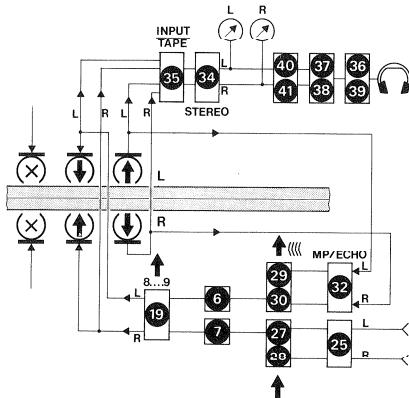 L R
INPUT
TAPE
35 34 L 40 37 36
R 41 38 39
STEREO
L R L R
L
R
MP/ECHO
8....9
29 32 L
L 6 30 R
19
R 7 27 25 L
28 R